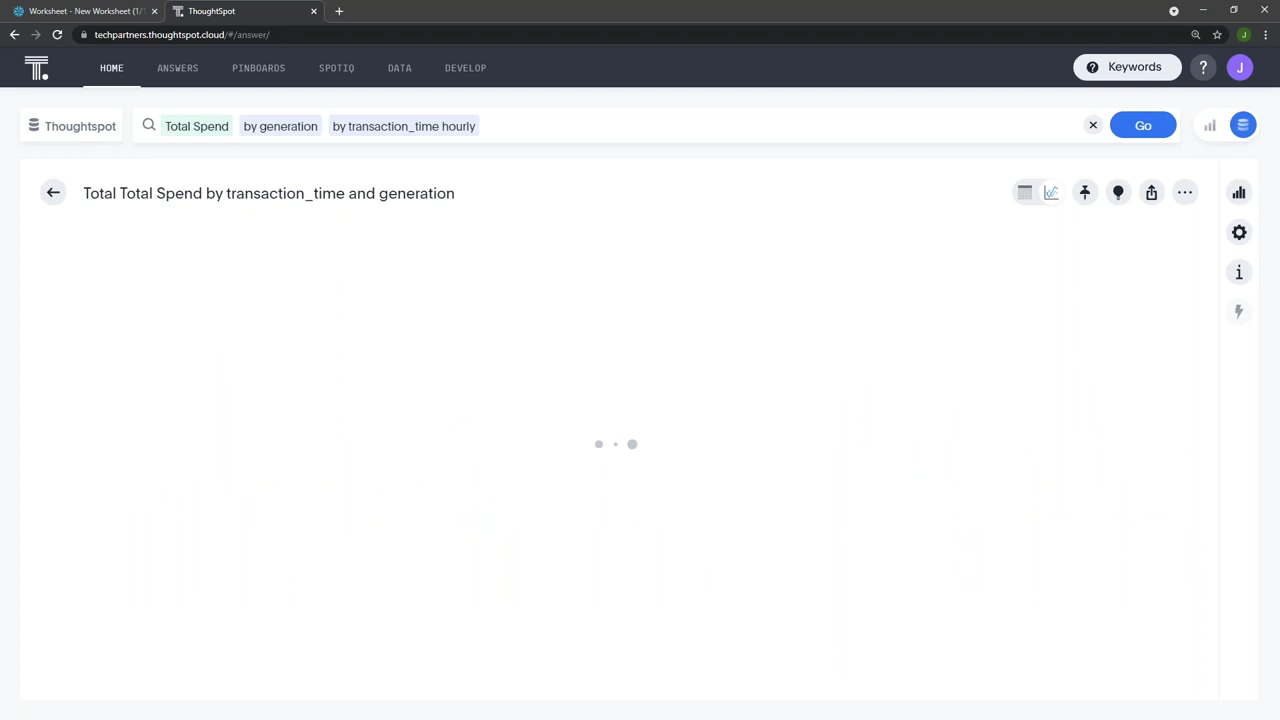 Worksheet - New Worksheet (1/1
ThoughtSpot
techpartners.thoughtspot.cloud/#/answer/
J
T.
HOME
ANSWERS
PINBOARDS
SPOTIQ
DATA
DEVELOP
? Keywords
?
J
Thoughtspot
Total Spend
by generation
by transaction_time hourly
Go
Total Total Spend by transaction_time and generation
i